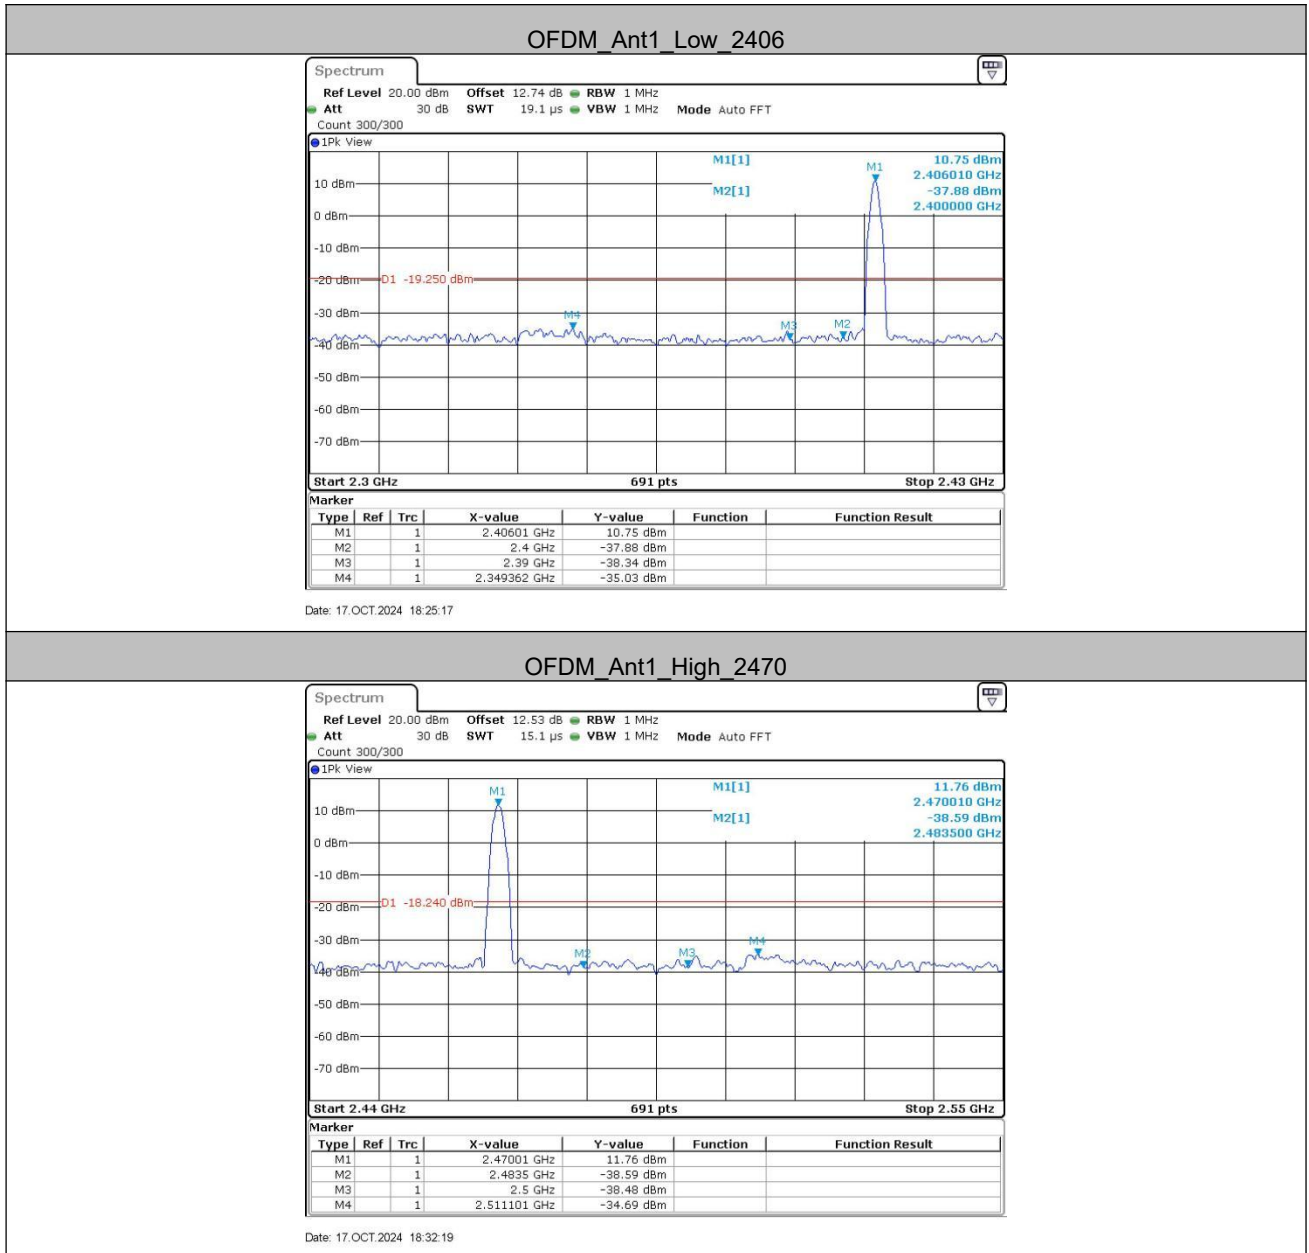 OFDM_Ant1_Low_2406
Spectrum
Ref Level 20.00 dBm Offset 12.74 dB RBW 1 MHz
Att 30 dB SWT 19.1 µs VBW 1 MHz Mode Auto FFT
Count 300/300
1Pk View
M1[1] 10.75 dBm
2.406010 GHz
M2[1] -37.88 dBm
2.400000 GHz
M1
10 dBm
0 dBm
-10 dBm
-20 dBm
D1 -19.250 dBm
-30 dBm
M4
M3
M2
-40 dBm
-50 dBm
-60 dBm
-70 dBm
Start 2.3 GHz 691 pts Stop 2.43 GHz
Marker
Type Ref Trc X-value Y-value Function Function Result
M1 1 2.40601 GHz 10.75 dBm
M2 1 2.4 GHz -37.88 dBm
M3 1 2.39 GHz -38.34 dBm
M4 1 2.349362 GHz -35.03 dBm
Date: 17.OCT.2024 18:25:17
OFDM_Ant1_High_2470
Spectrum
Ref Level 20.00 dBm Offset 12.53 dB RBW 1 MHz
Att 30 dB SWT 15.1 µs VBW 1 MHz Mode Auto FFT
Count 300/300
1Pk View
M1[1] 11.76 dBm
2.470010 GHz
M2[1] -38.59 dBm
2.483500 GHz
M1
10 dBm
0 dBm
-10 dBm
D1 -18.240 dBm
-20 dBm
-30 dBm
M2
M3
M4
-40 dBm
-50 dBm
-60 dBm
-70 dBm
Start 2.44 GHz 691 pts Stop 2.55 GHz
Marker
Type Ref Trc X-value Y-value Function Function Result
M1 1 2.47001 GHz 11.76 dBm
M2 1 2.4835 GHz -38.59 dBm
M3 1 2.5 GHz -38.48 dBm
M4 1 2.511101 GHz -34.69 dBm
Date: 17.OCT.2024 18:32:19